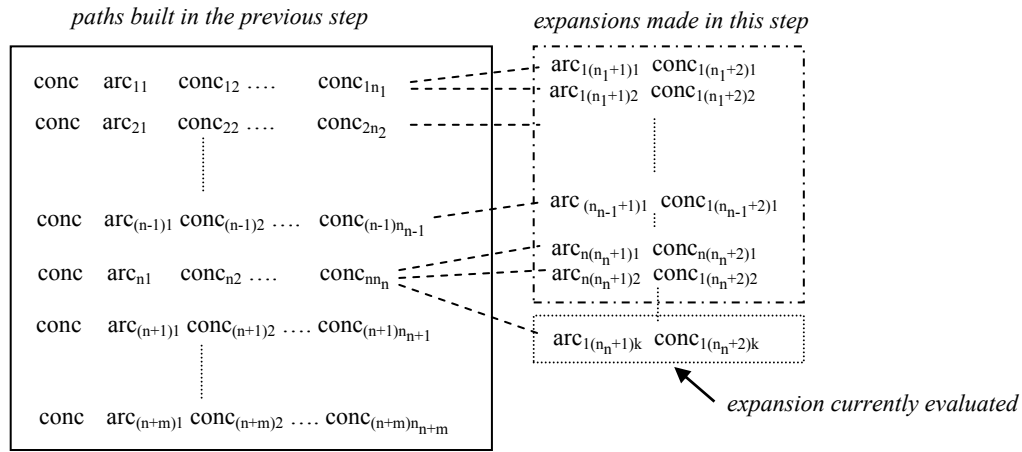 paths built in the previous step
expansions made in this step
conc arc₁₁ conc₁₂ …. conc₁ₙ₁
arc₁₍ₙ₁₊₁₎₁ conc₁₍ₙ₁₊₂₎₁
arc₁₍ₙ₁₊₁₎₂ conc₁₍ₙ₁₊₂₎₂
conc arc₂₁ conc₂₂ …. conc₂ₙ₂
conc arc₍ₙ₋₁₎₁ conc₍ₙ₋₁₎₂ …. conc₍ₙ₋₁₎ₙₙ₋₁
arc ₍ₙₙ₋₁₊₁₎₁ conc₁₍ₙₙ₋₁₊₂₎₁
conc arcₙ₁ concₙ₂ …. concₙₙₙ
arcₙ₍ₙₙ₊₁₎₁ concₙ₍ₙₙ₊₂₎₁
arcₙ₍ₙₙ₊₁₎₂ conc₁₍ₙₙ₊₂₎₂
conc arc₍ₙ₊₁₎₁ conc₍ₙ₊₁₎₂ …. conc₍ₙ₊₁₎ₙₙ₊₁
arc₁₍ₙₙ₊₁₎ₖ conc₁₍ₙₙ₊₂₎ₖ
conc arc₍ₙ₊ₘ₎₁ conc₍ₙ₊ₘ₎₂ …. conc₍ₙ₊ₘ₎ₙₙ₊ₘ
expansion currently evaluated